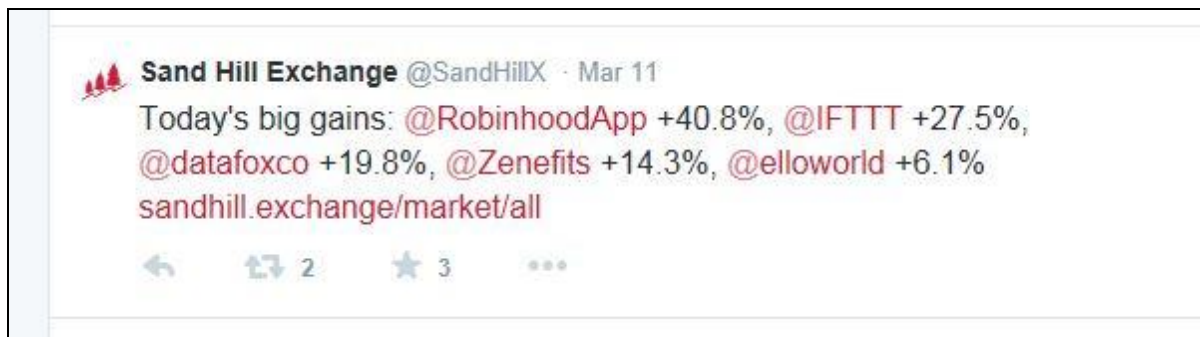 Sand Hill Exchange @SandHillX · Mar 11
Today's big gains: @RobinhoodApp +40.8%, @IFTTT +27.5%,
@datafoxco +19.8%, @Zenefits +14.3%, @elloworld +6.1%
sandhill.exchange/market/all
2 3